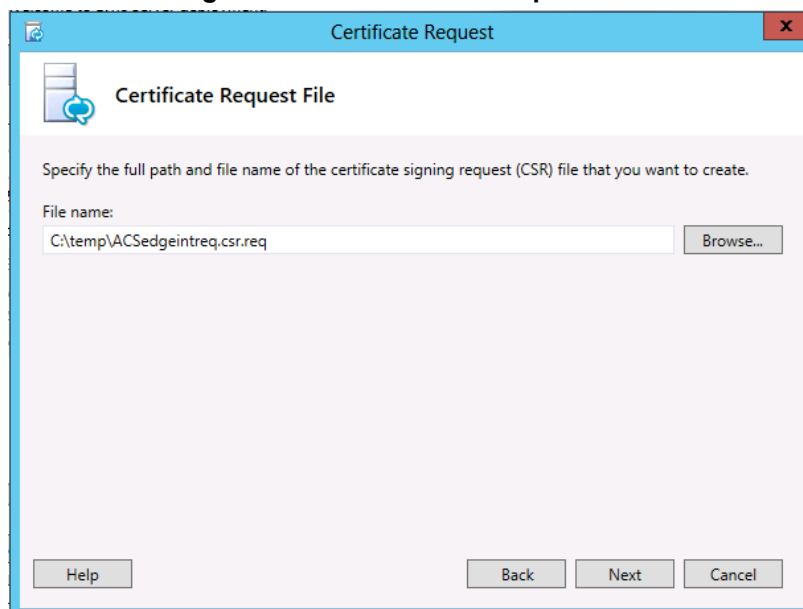 Certificate Request
x
Certificate Request File
Specify the full path and file name of the certificate signing request (CSR) file that you want to create.
File name:
C:\temp\ACSedgeintreq.csr.req
Browse...
Help
Back
Next
Cancel